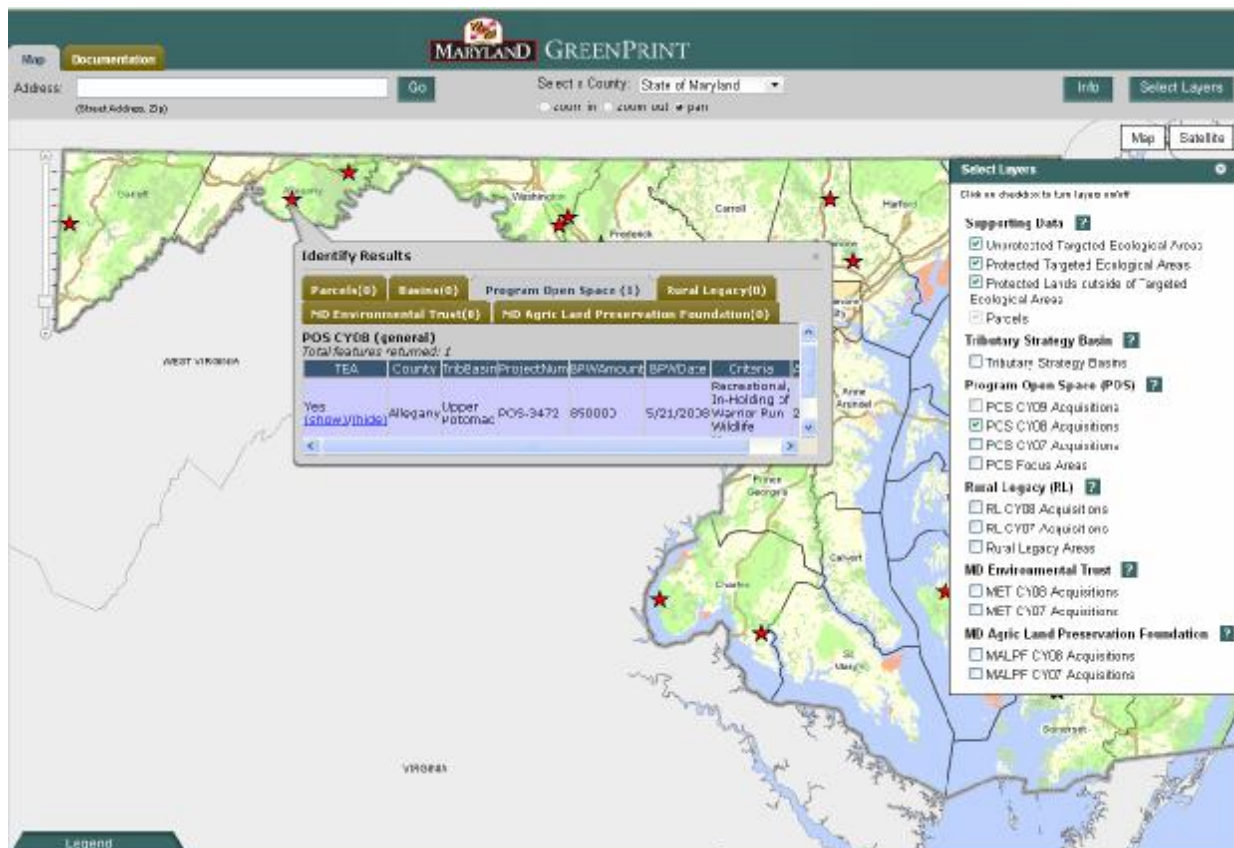 MARYLAND GREENPRINT
Map Documentation
Address: Go
(Street Address, Zip)
Select a County: State of Maryland
zoom in zoom out pan
Info Select Layers
Map Satellite
Garrett
Allegany
Washington
Frederick
Carroll
Harford
Anne
Arundel
Prince
George's
Calvert
Charles
St
Mary's
Somerset
WEST VIRGINIA
VIRGINIA
Identify Results
Parcels(0) Basins(0) Program Open Space (1) Rural Legacy(0)
MD Environmental Trust(0) MD Agric Land Preservation Foundation(0)
POS CY08 (general)
Total features returned: 1
TEA County TribBasin ProjectNum BPWAmount BPWDate Criteria
Yes
(show)/(hide) Allegany Upper
Potomac POS-3472 850000 5/21/2008 Recreational,
In-Holding of
Warrior Run
Wildlife
Select Layers
Click on checkbox to turn layers on/off
Supporting Data ?
Unprotected Targeted Ecological Areas
Protected Targeted Ecological Areas
Protected Lands outside of Targeted
Ecological Areas
Parcels
Tributary Strategy Basin ?
Tributary Strategy Basins
Program Open Space (POS) ?
POS CY09 Acquisitions
POS CY08 Acquisitions
POS CY07 Acquisitions
POS Focus Areas
Rural Legacy (RL) ?
RL CY08 Acquisitions
RL CY07 Acquisitions
Rural Legacy Areas
MD Environmental Trust ?
MET CY08 Acquisitions
MET CY07 Acquisitions
MD Agric Land Preservation Foundation ?
MALPF CY08 Acquisitions
MALPF CY07 Acquisitions
Legend